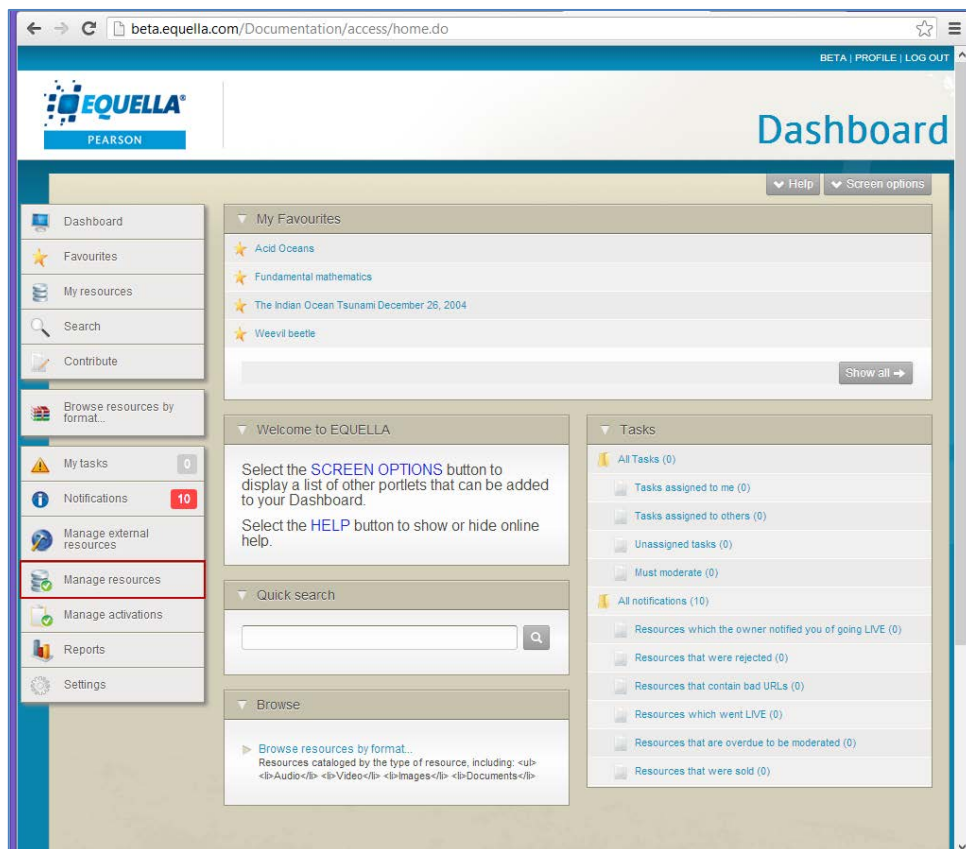 beta.equella.com/Documentation/access/home.do
BETA | PROFILE | LOG OUT
EQUELLA®
PEARSON
Dashboard
Help
Screen options
Dashboard
Favourites
My resources
Search
Contribute
Browse resources by
format...
My tasks
0
Notifications
10
Manage external
resources
Manage resources
Manage activations
Reports
Settings
My Favourites
Acid Oceans
Fundamental mathematics
The Indian Ocean Tsunami December 26, 2004
Weevil beetle
Show all
Welcome to EQUELLA
Select the SCREEN OPTIONS button to
display a list of other portlets that can be added
to your Dashboard.
Select the HELP button to show or hide online
help.
Quick search
Browse
Browse resources by format...
Resources cataloged by the type of resource, including: <ul>
<li>Audio</li> <li>Video</li> <li>Images</li> <li>Documents</li>
Tasks
All Tasks (0)
Tasks assigned to me (0)
Tasks assigned to others (0)
Unassigned tasks (0)
Must moderate (0)
All notifications (10)
Resources which the owner notified you of going LIVE (0)
Resources that were rejected (0)
Resources that contain bad URLs (0)
Resources which went LIVE (0)
Resources that are overdue to be moderated (0)
Resources that were sold (0)